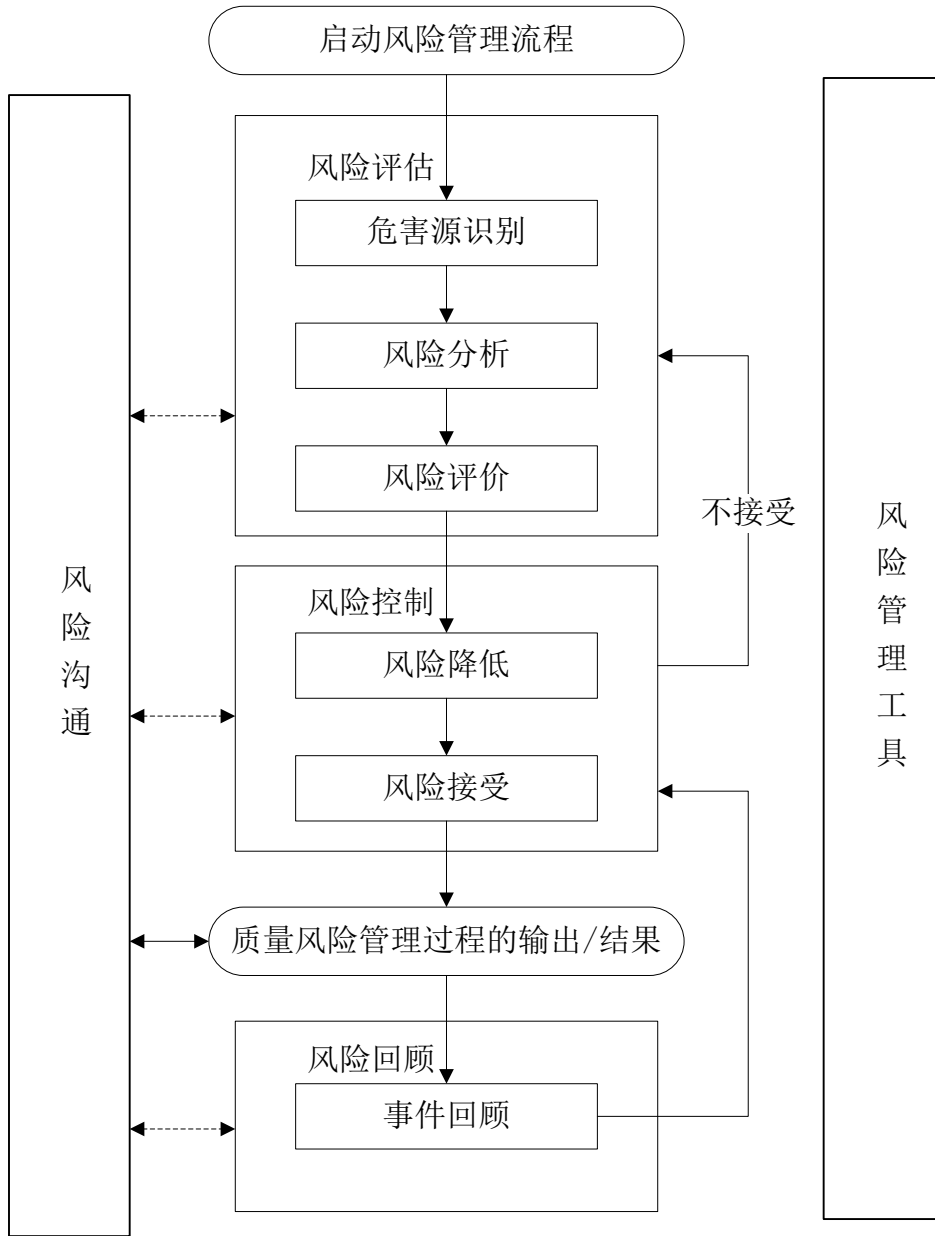 启动风险管理流程
风险评估
危害源识别
风险分析
风险评价
不接受
风险控制
风险降低
风险接受
质量风险管理过程的输出/结果
风险回顾
事件回顾
风险沟通
风险管理工具